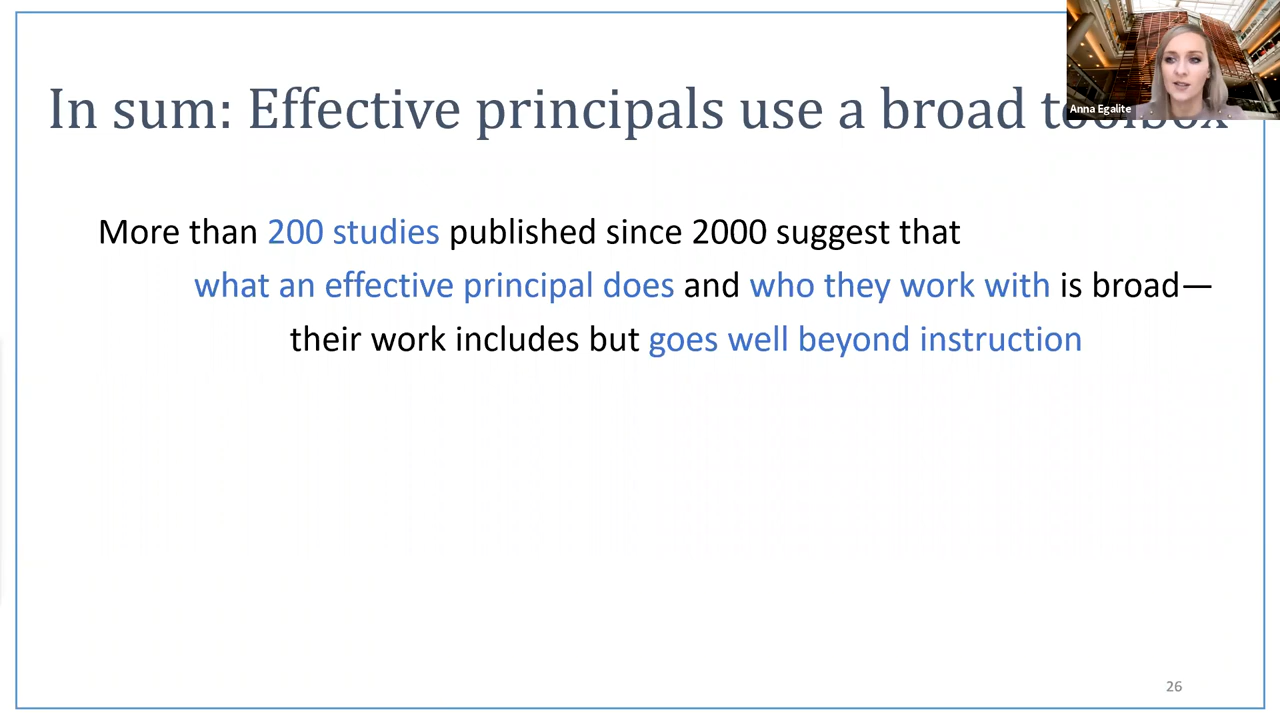 In sum: Effective principals use a broad toolbox
Anna Egalite
More than 200 studies published since 2000 suggest that
what an effective principal does and who they work with is broad—
their work includes but goes well beyond instruction
26